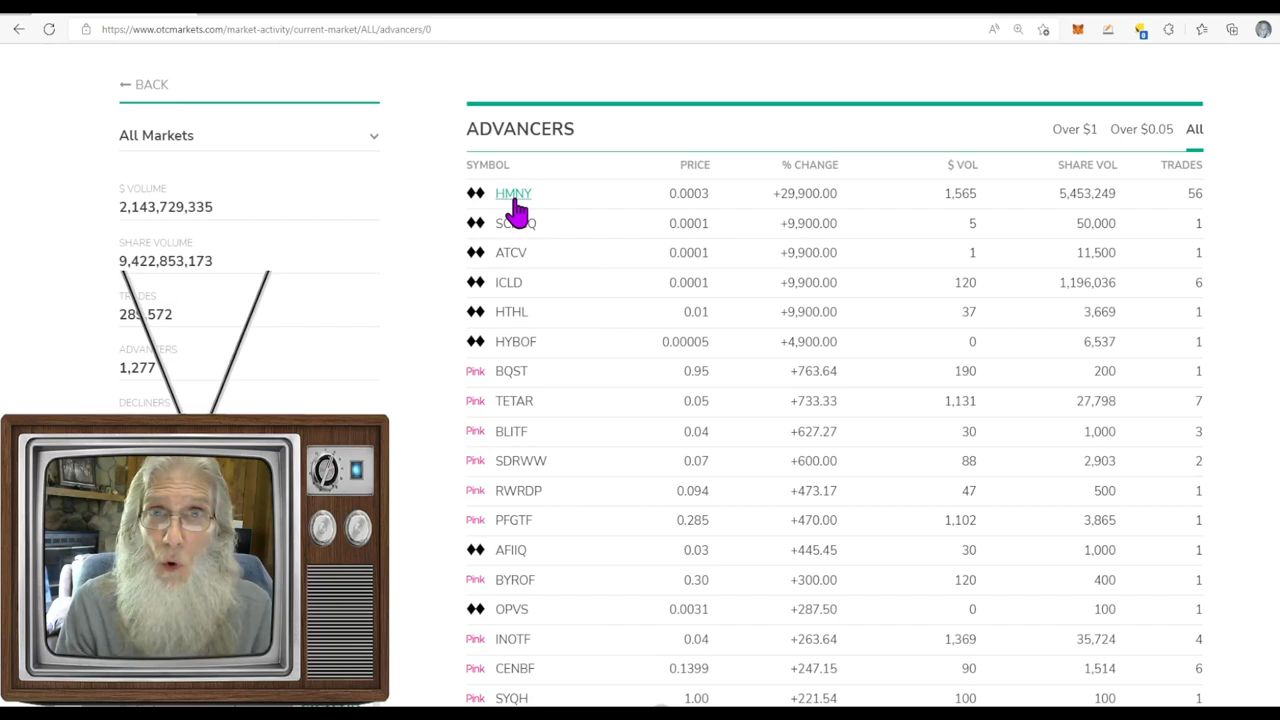 https://www.otcmarkets.com/market-activity/current-market/ALL/advancers/0
← BACK
All Markets
$ VOLUME
2,143,729,335
SHARE VOLUME
9,422,853,173
TRADES
289,572
ADVANCERS
1,277
DECLINERS
ADVANCERS
Over $1 Over $0.05 All
SYMBOL PRICE % CHANGE $ VOL SHARE VOL TRADES
HMNY 0.0003 +29,900.00 1,565 5,453,249 56
0.0001 +9,900.00 5 50,000 1
ATCV 0.0001 +9,900.00 1 11,500 1
ICLD 0.0001 +9,900.00 120 1,196,036 6
HTHL 0.01 +9,900.00 37 3,669 1
HYBOF 0.00005 +4,900.00 0 6,537 1
Pink BQST 0.95 +763.64 190 200 1
Pink TETAR 0.05 +733.33 1,131 27,798 7
Pink BLITF 0.04 +627.27 30 1,000 3
Pink SDRWW 0.07 +600.00 88 2,903 2
Pink RWRDP 0.094 +473.17 47 500 1
Pink PFGTF 0.285 +470.00 1,102 3,865 1
AFIIQ 0.03 +445.45 30 1,000 1
Pink BYROF 0.30 +300.00 120 400 1
OPVS 0.0031 +287.50 0 100 1
Pink INOTF 0.04 +263.64 1,369 35,724 4
Pink CENBF 0.1399 +247.15 90 1,514 6
Pink SYQH 1.00 +221.54 100 100 1